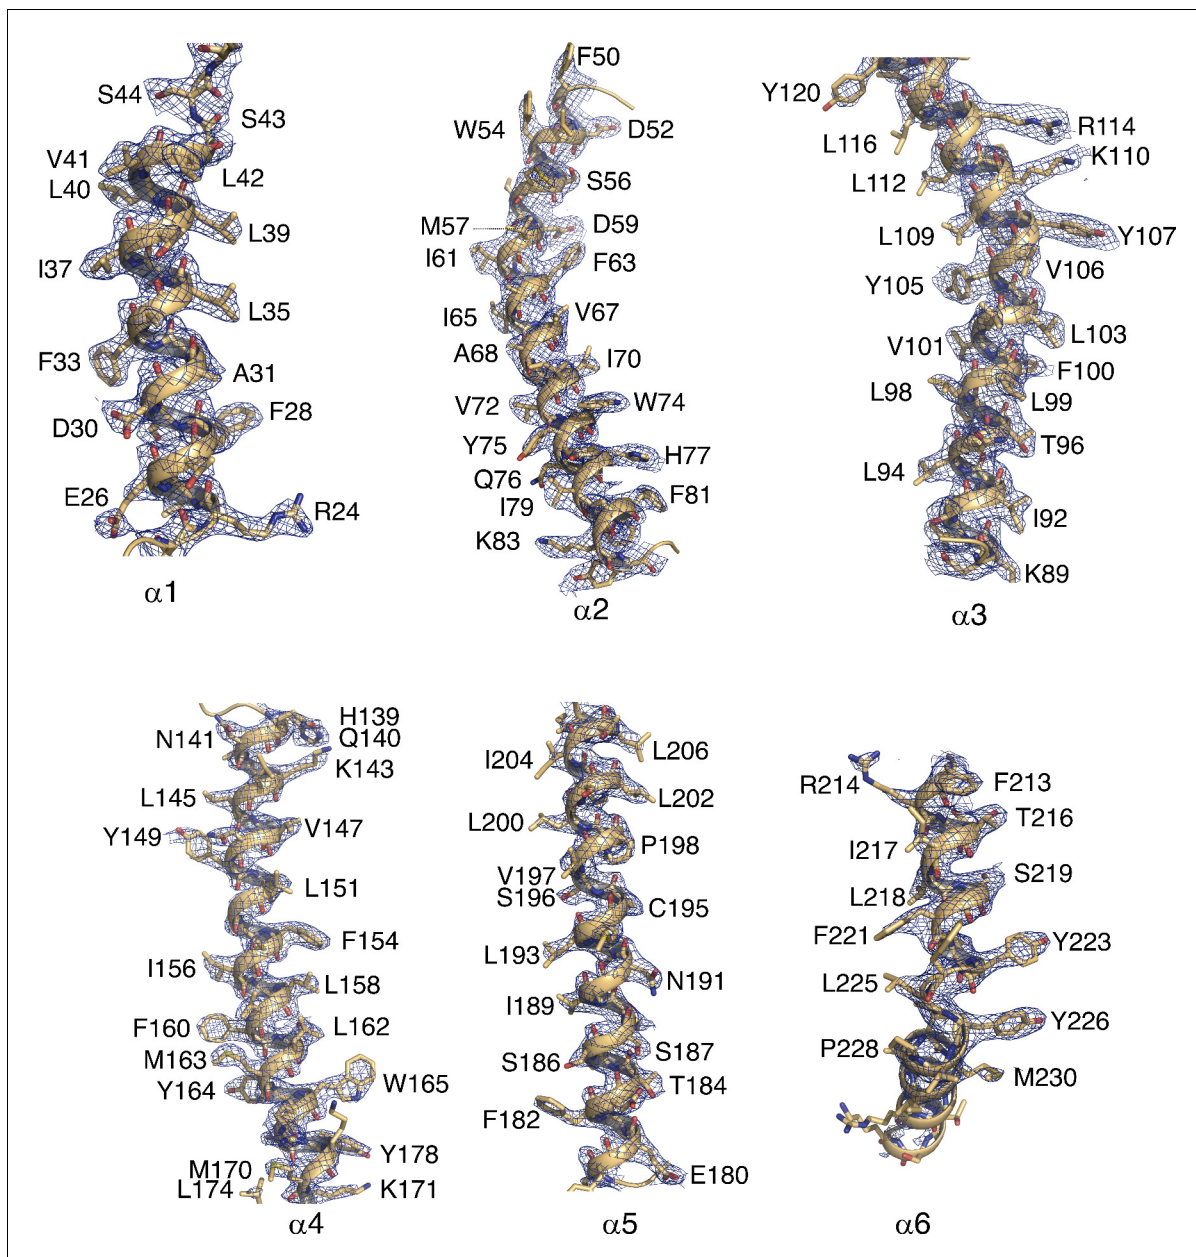 S44
S43
V41
L40
L42
L39
I37
L35
F33
A31
F28
D30
E26
R24
α1
F50
W54
D52
S56
M57
D59
I61
F63
I65
V67
A68
I70
V72
W74
Y75
H77
Q76
I79
F81
K83
α2
Y120
R114
L116
K110
L112
L109
Y107
V106
Y105
L103
V101
F100
L98
L99
T96
L94
I92
K89
α3
H139
N141
Q140
K143
L145
Y149
V147
L151
F154
I156
L158
F160
L162
M163
Y164
W165
Y178
M170
L174
K171
α4
L206
I204
L202
L200
P198
V197
S196
C195
L193
N191
I189
S187
S186
T184
F182
E180
α5
R214
F213
T216
I217
S219
L218
F221
Y223
L225
Y226
P228
M230
α6